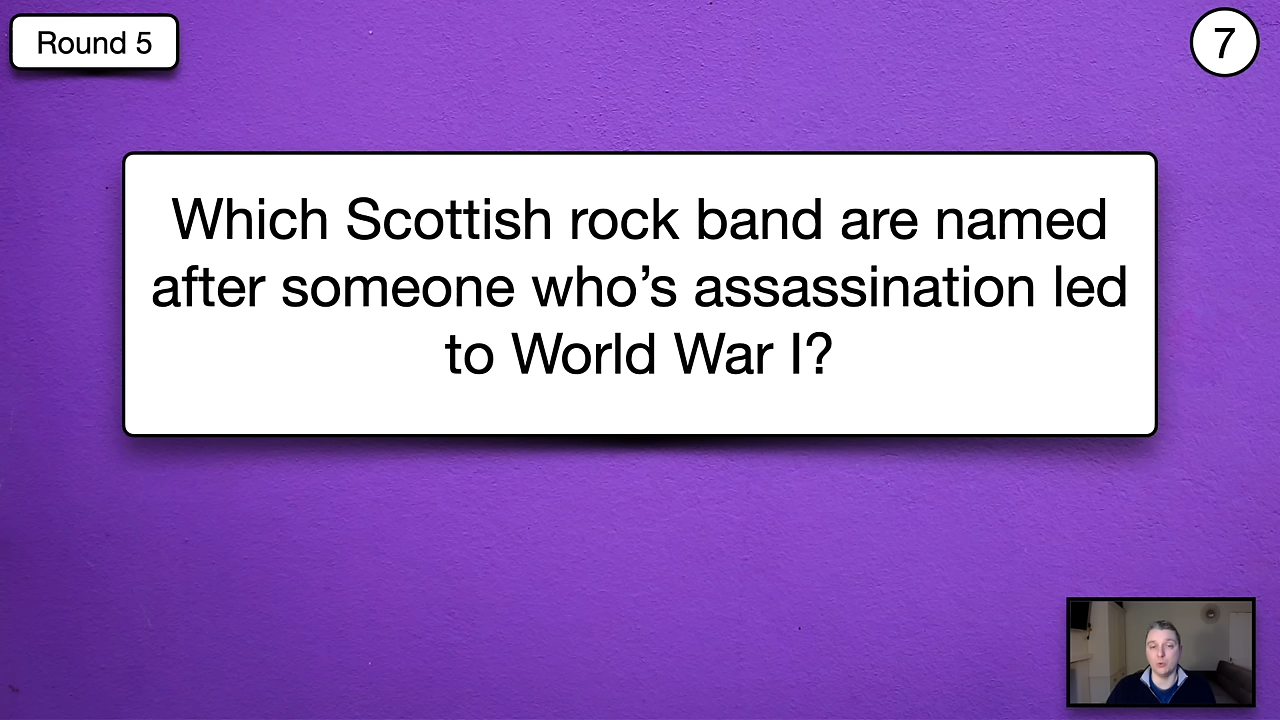 Round 5
7
Which Scottish rock band are named
after someone who’s assassination led
to World War I?